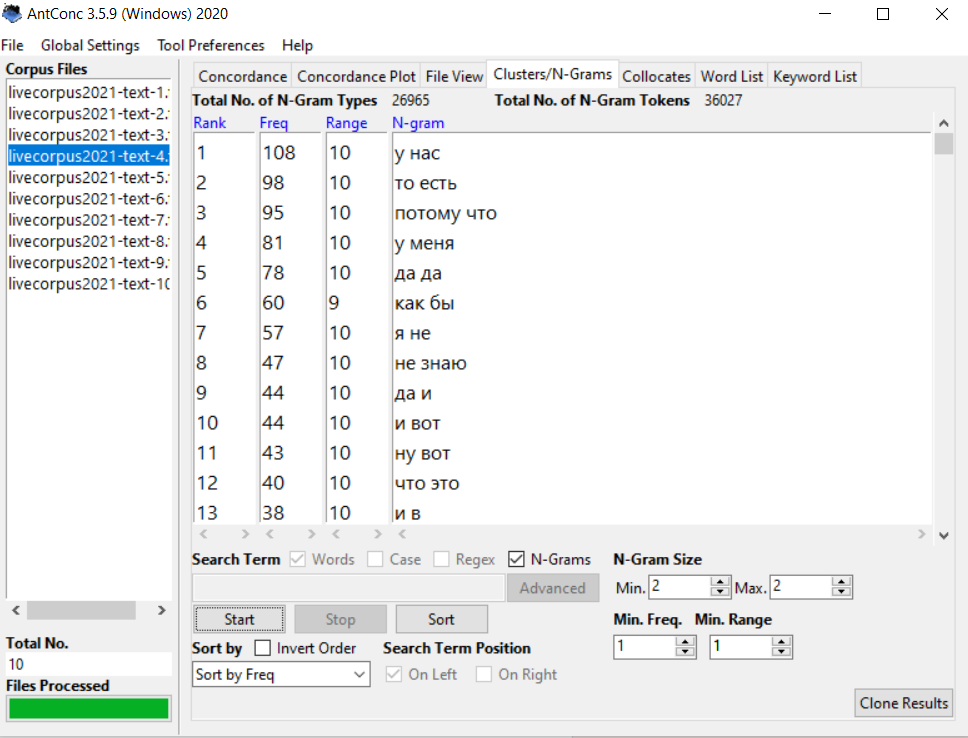 AntConc 3.5.9 (Windows) 2020
File Global Settings Tool Preferences Help
Corpus Files
livecorpus2021-text-1.
livecorpus2021-text-2.
livecorpus2021-text-3.
livecorpus2021-text-4.
livecorpus2021-text-5.
livecorpus2021-text-6.
livecorpus2021-text-7.
livecorpus2021-text-8.
livecorpus2021-text-9.
livecorpus2021-text-10
Total No.
10
Files Processed
Concordance Concordance Plot File View Clusters/N-Grams Collocates Word List Keyword List
Total No. of N-Gram Types 26965 Total No. of N-Gram Tokens 36027
Rank Freq Range N-gram
1 108 10 у нас
2 98 10 то есть
3 95 10 потому что
4 81 10 у меня
5 78 10 да да
6 60 9 как бы
7 57 10 я не
8 47 10 не знаю
9 44 10 да и
10 44 10 и вот
11 43 10 ну вот
12 40 10 что это
13 38 10 и в
Search Term Words Case Regex N-Grams N-Gram Size
Advanced Min. 2 Max. 2
Start Stop Sort Min. Freq. Min. Range
1 1
Sort by Invert Order Search Term Position
Sort by Freq On Left On Right
Clone Results